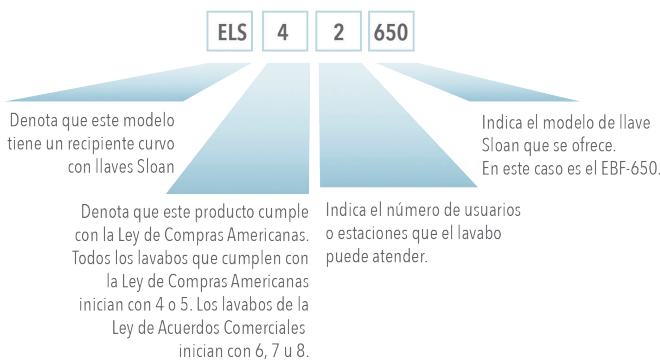 ELS 4 2 650
Denota que este modelo
tiene un recipiente curvo
con llaves Sloan
Denota que este producto cumple
con la Ley de Compras Americanas.
Todos los lavabos que cumplen con
la Ley de Compras Americanas
inician con 4 o 5. Los lavabos de la
Ley de Acuerdos Comerciales
inician con 6, 7 u 8.
Indica el número de usuarios
o estaciones que el lavabo
puede atender.
Indica el modelo de llave
Sloan que se ofrece.
En este caso es el EBF-650.